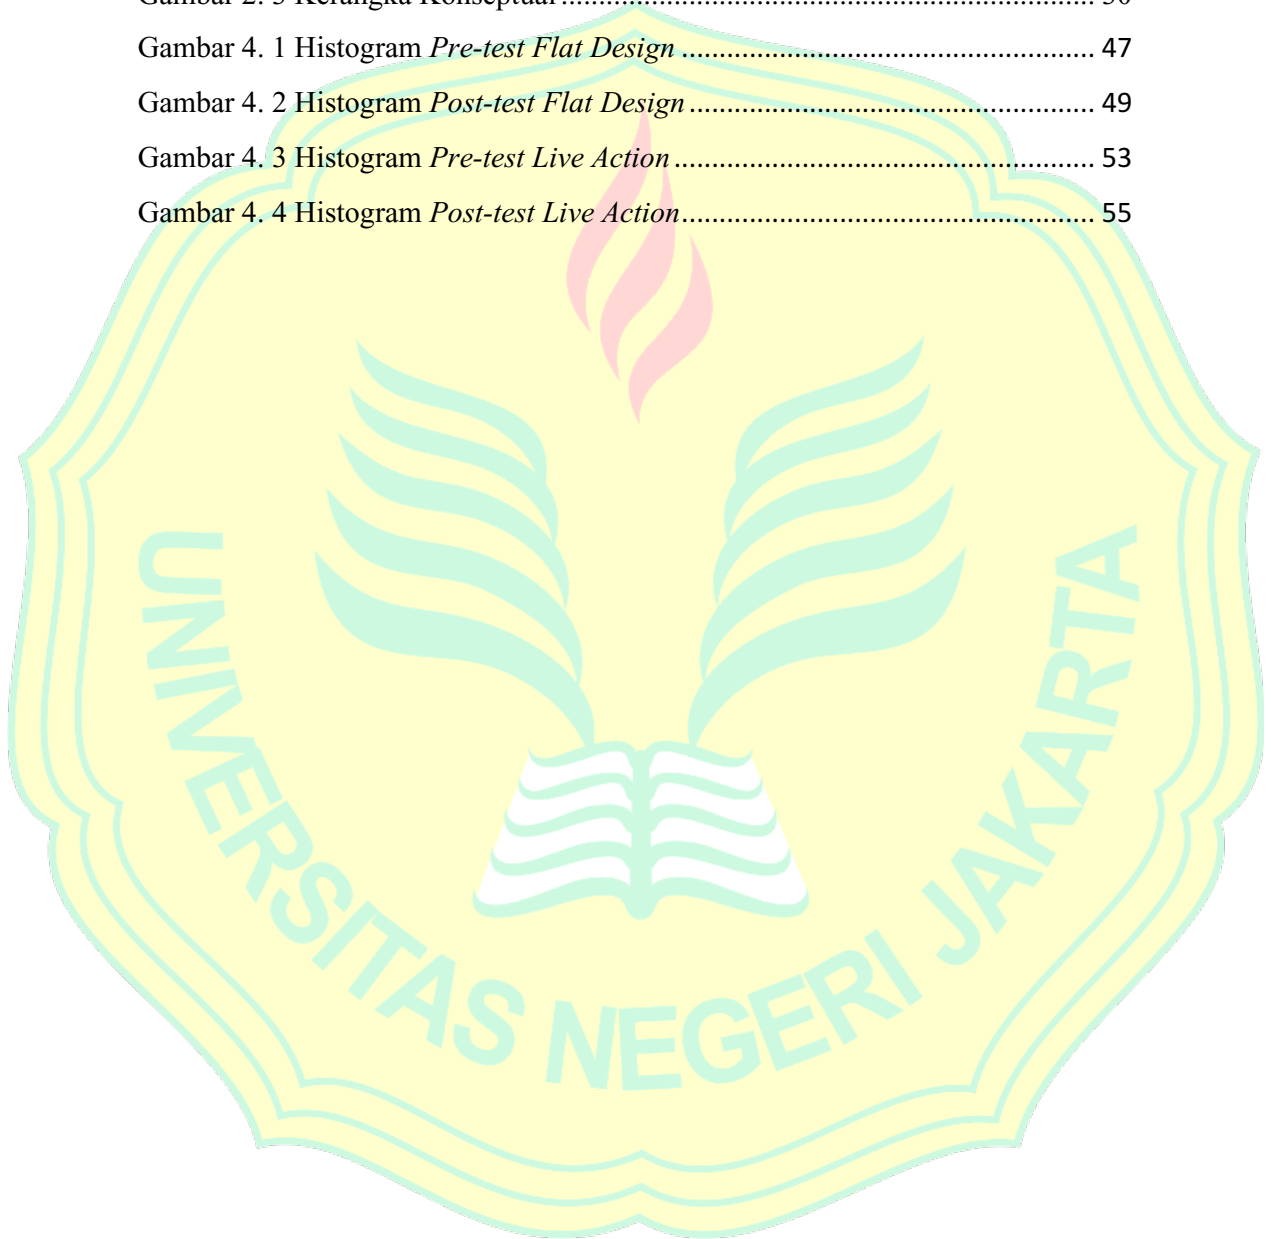 Kerangka Konseptual
Gambar 4. 1 Histogram Pre-test Flat Design ........................................................ 47
Gambar 4. 2 Histogram Post-test Flat Design ....................................................... 49
Gambar 4. 3 Histogram Pre-test Live Action ......................................................... 53
Gambar 4. 4 Histogram Post-test Live Action ........................................................ 55
UNIVERSITAS NEGERI JAKARTA